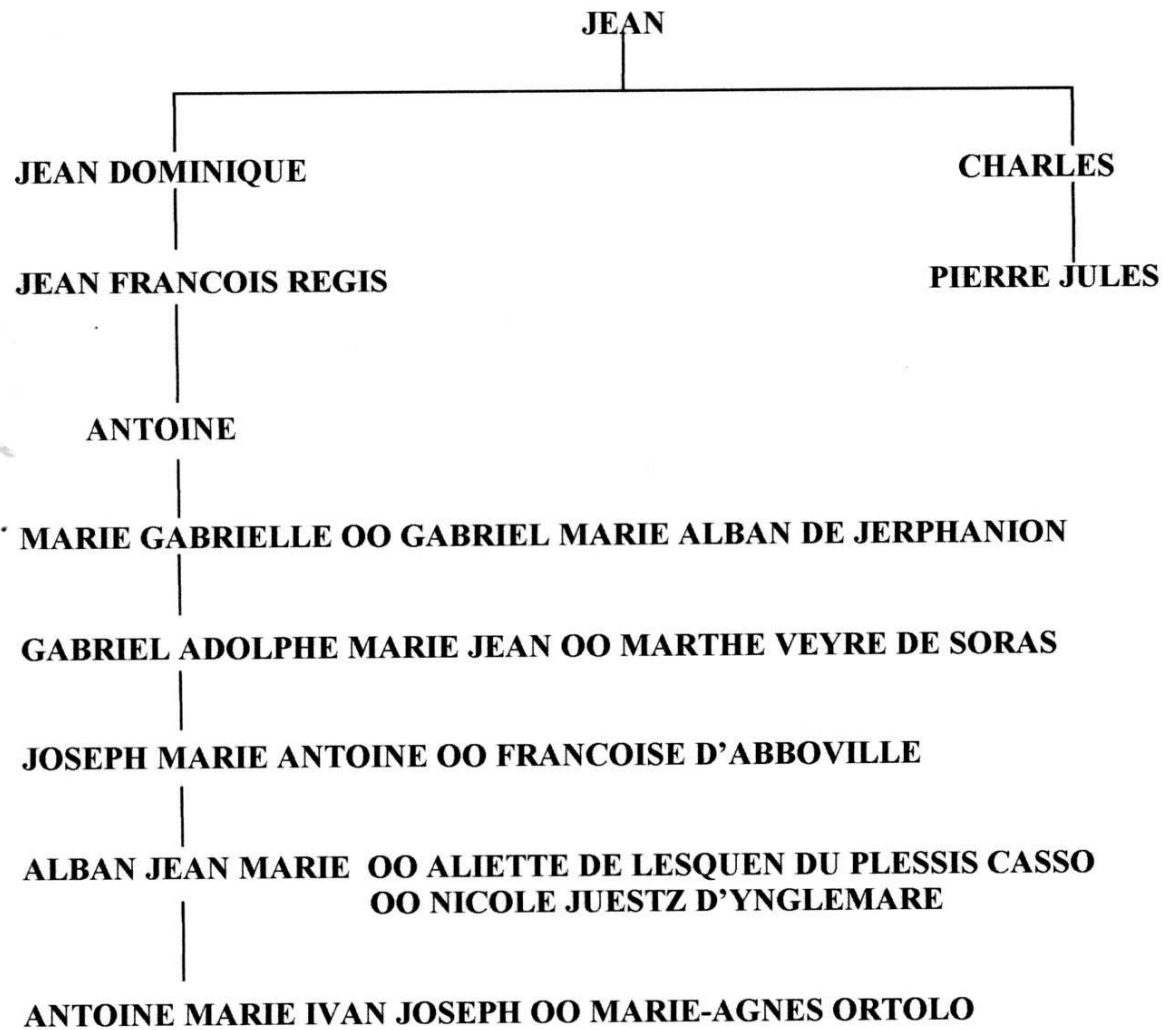 JEAN
JEAN DOMINIQUE
CHARLES
JEAN FRANCOIS REGIS
PIERRE JULES
ANTOINE
MARIE GABRIELLE OO GABRIEL MARIE ALBAN DE JERPHANION
GABRIEL ADOLPHE MARIE JEAN OO MARTHE VEYRE DE SORAS
JOSEPH MARIE ANTOINE OO FRANCOISE D'ABBOVILLE
ALBAN JEAN MARIE OO ALIETTE DE LESQUEN DU PLESSIS CASSO
OO NICOLE JUESTZ D'YNGLEMARE
ANTOINE MARIE IVAN JOSEPH OO MARIE-AGNES ORTOLO